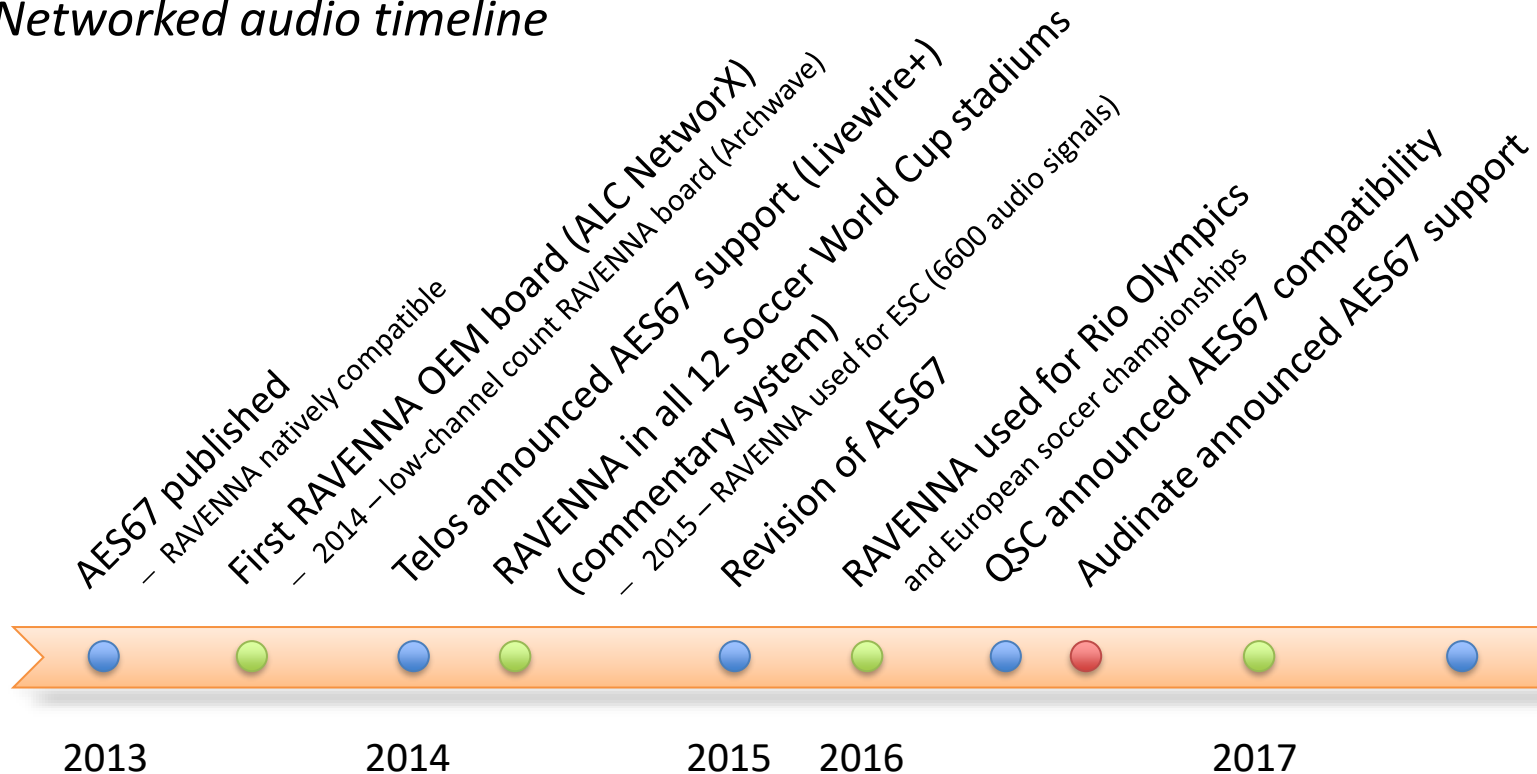 Networked audio timeline
AES67 published
– RAVENNA natively compatible
First RAVENNA OEM board (ALC NetworX)
– 2014 – low-channel count RAVENNA board (Archwave)
Telos announced AES67 support (Livewire+)
RAVENNA in all 12 Soccer World Cup stadiums
(commentary system)
– 2015 – RAVENNA used for ESC (6600 audio signals)
Revision of AES67
RAVENNA used for Rio Olympics
and European soccer championships
QSC announced AES67 compatibility
Audinate announced AES67 support
2013
2014
2015
2016
2017